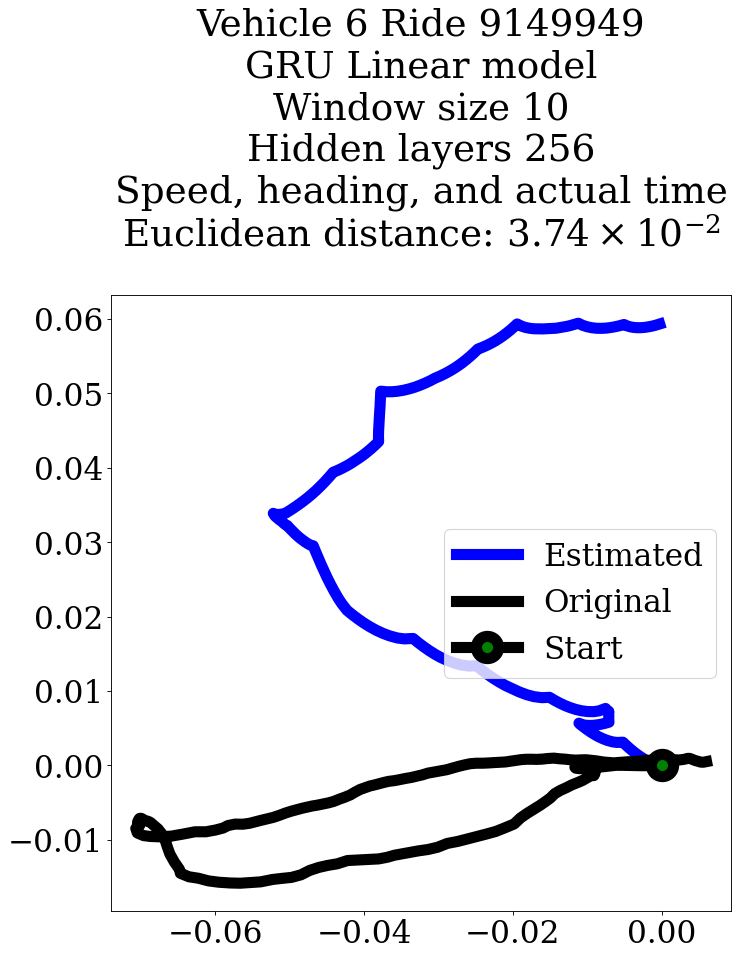 Vehicle 6 Ride 9149949
GRU Linear model
Window size 10
Hidden layers 256
Speed, heading, and actual time
Euclidean distance: 3.74 × 10⁻²
0.06
0.05
0.04
0.03
0.02
0.01
0.00
−0.01
Estimated
Original
Start
−0.06 −0.04 −0.02 0.00